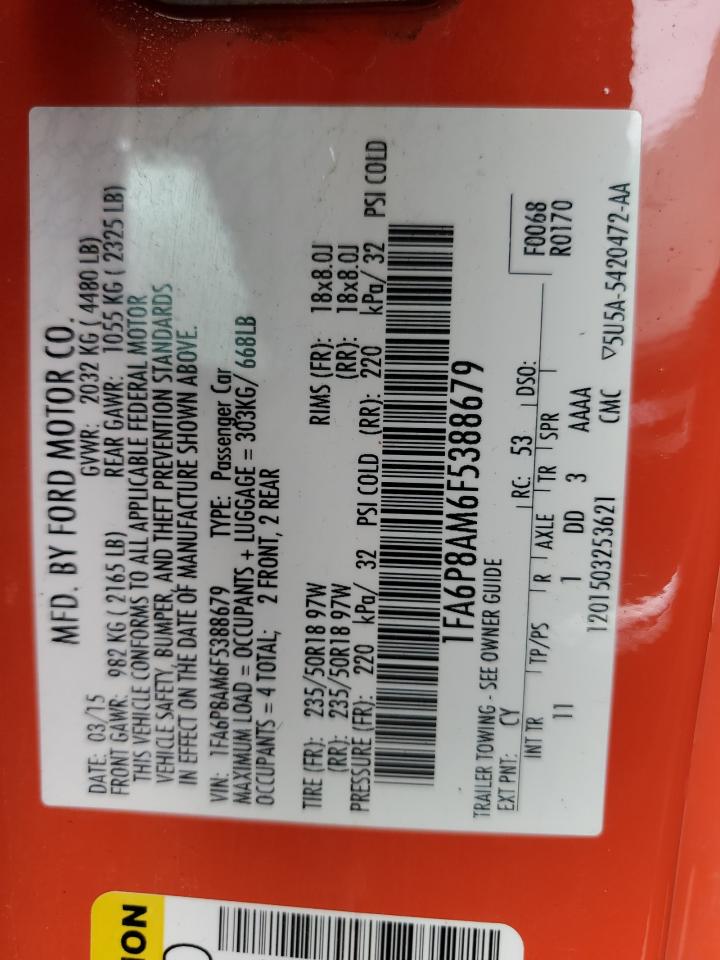 MFD. BY FORD MOTOR CO.
DATE: 03/15 GVWR: 2032 KG ( 4480 LB)
FRONT GAWR: 982 KG ( 2165 LB) REAR GAWR: 1055 KG ( 2325 LB)
THIS VEHICLE CONFORMS TO ALL APPLICABLE FEDERAL MOTOR
VEHICLE SAFETY, BUMPER, AND THEFT PREVENTION STANDARDS
IN EFFECT ON THE DATE OF MANUFACTURE SHOWN ABOVE.
VIN: 1FA6P8AM6F5388679 TYPE: Passenger Car
MAXIMUM LOAD = OCCUPANTS + LUGGAGE = 303KG/ 668LB
OCCUPANTS = 4 TOTAL; 2 FRONT, 2 REAR
TIRE (FR): 235/50R18 97W RIMS (FR): 18x8.0J
(RR): 235/50R18 97W (RR): 18x8.0J
PRESSURE (FR): 220 kPa/ 32 PSI COLD (RR): 220 kPa/ 32 PSI COLD
1FA6P8AM6F5388679
TRAILER TOWING - SEE OWNER GUIDE
EXT PNT: CY RC: 53 DSO: F0068
R0170
INT TR TP/PS R AXLE TR SPR
11 1 DD 3 AAAA
1201503253621 CMC ▽5U5A-5420472-AA
ION